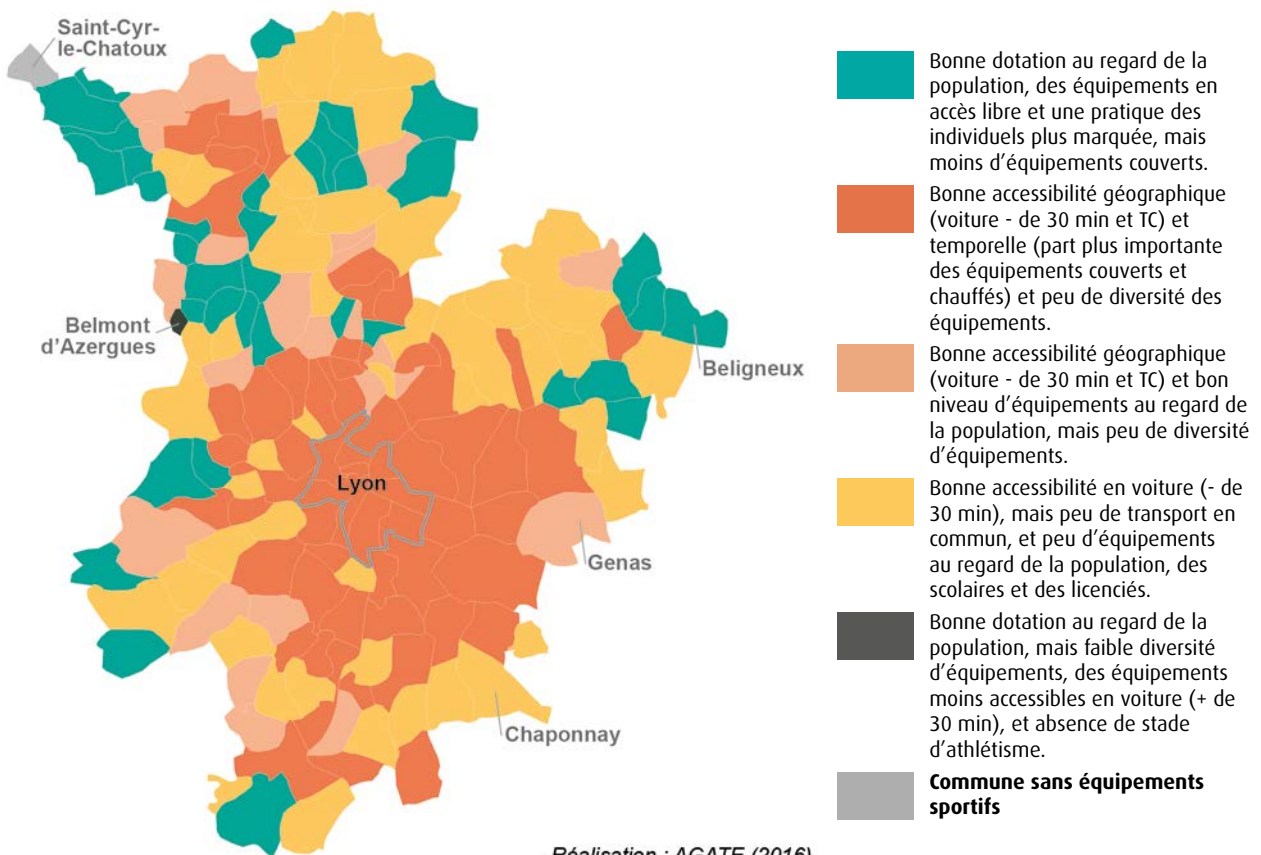 Saint-Cyr-
le-Chatoux
Belmont
d'Azergues
Beligneux
Lyon
Genas
Chaponnay
Réalisation : AGATE (2016)
Bonne dotation au regard de la
population, des équipements en
accès libre et une pratique des
individuels plus marquée, mais
moins d'équipements couverts.
Bonne accessibilité géographique
(voiture - de 30 min et TC) et
temporelle (part plus importante
des équipements couverts et
chauffés) et peu de diversité des
équipements.
Bonne accessibilité géographique
(voiture - de 30 min et TC) et bon
niveau d'équipements au regard de
la population, mais peu de diversité
d'équipements.
Bonne accessibilité en voiture (- de
30 min), mais peu de transport en
commun, et peu d'équipements
au regard de la population, des
scolaires et des licenciés.
Bonne dotation au regard de la
population, mais faible diversité
d'équipements, des équipements
moins accessibles en voiture (+ de
30 min), et absence de stade
d'athlétisme.
Commune sans équipements
sportifs